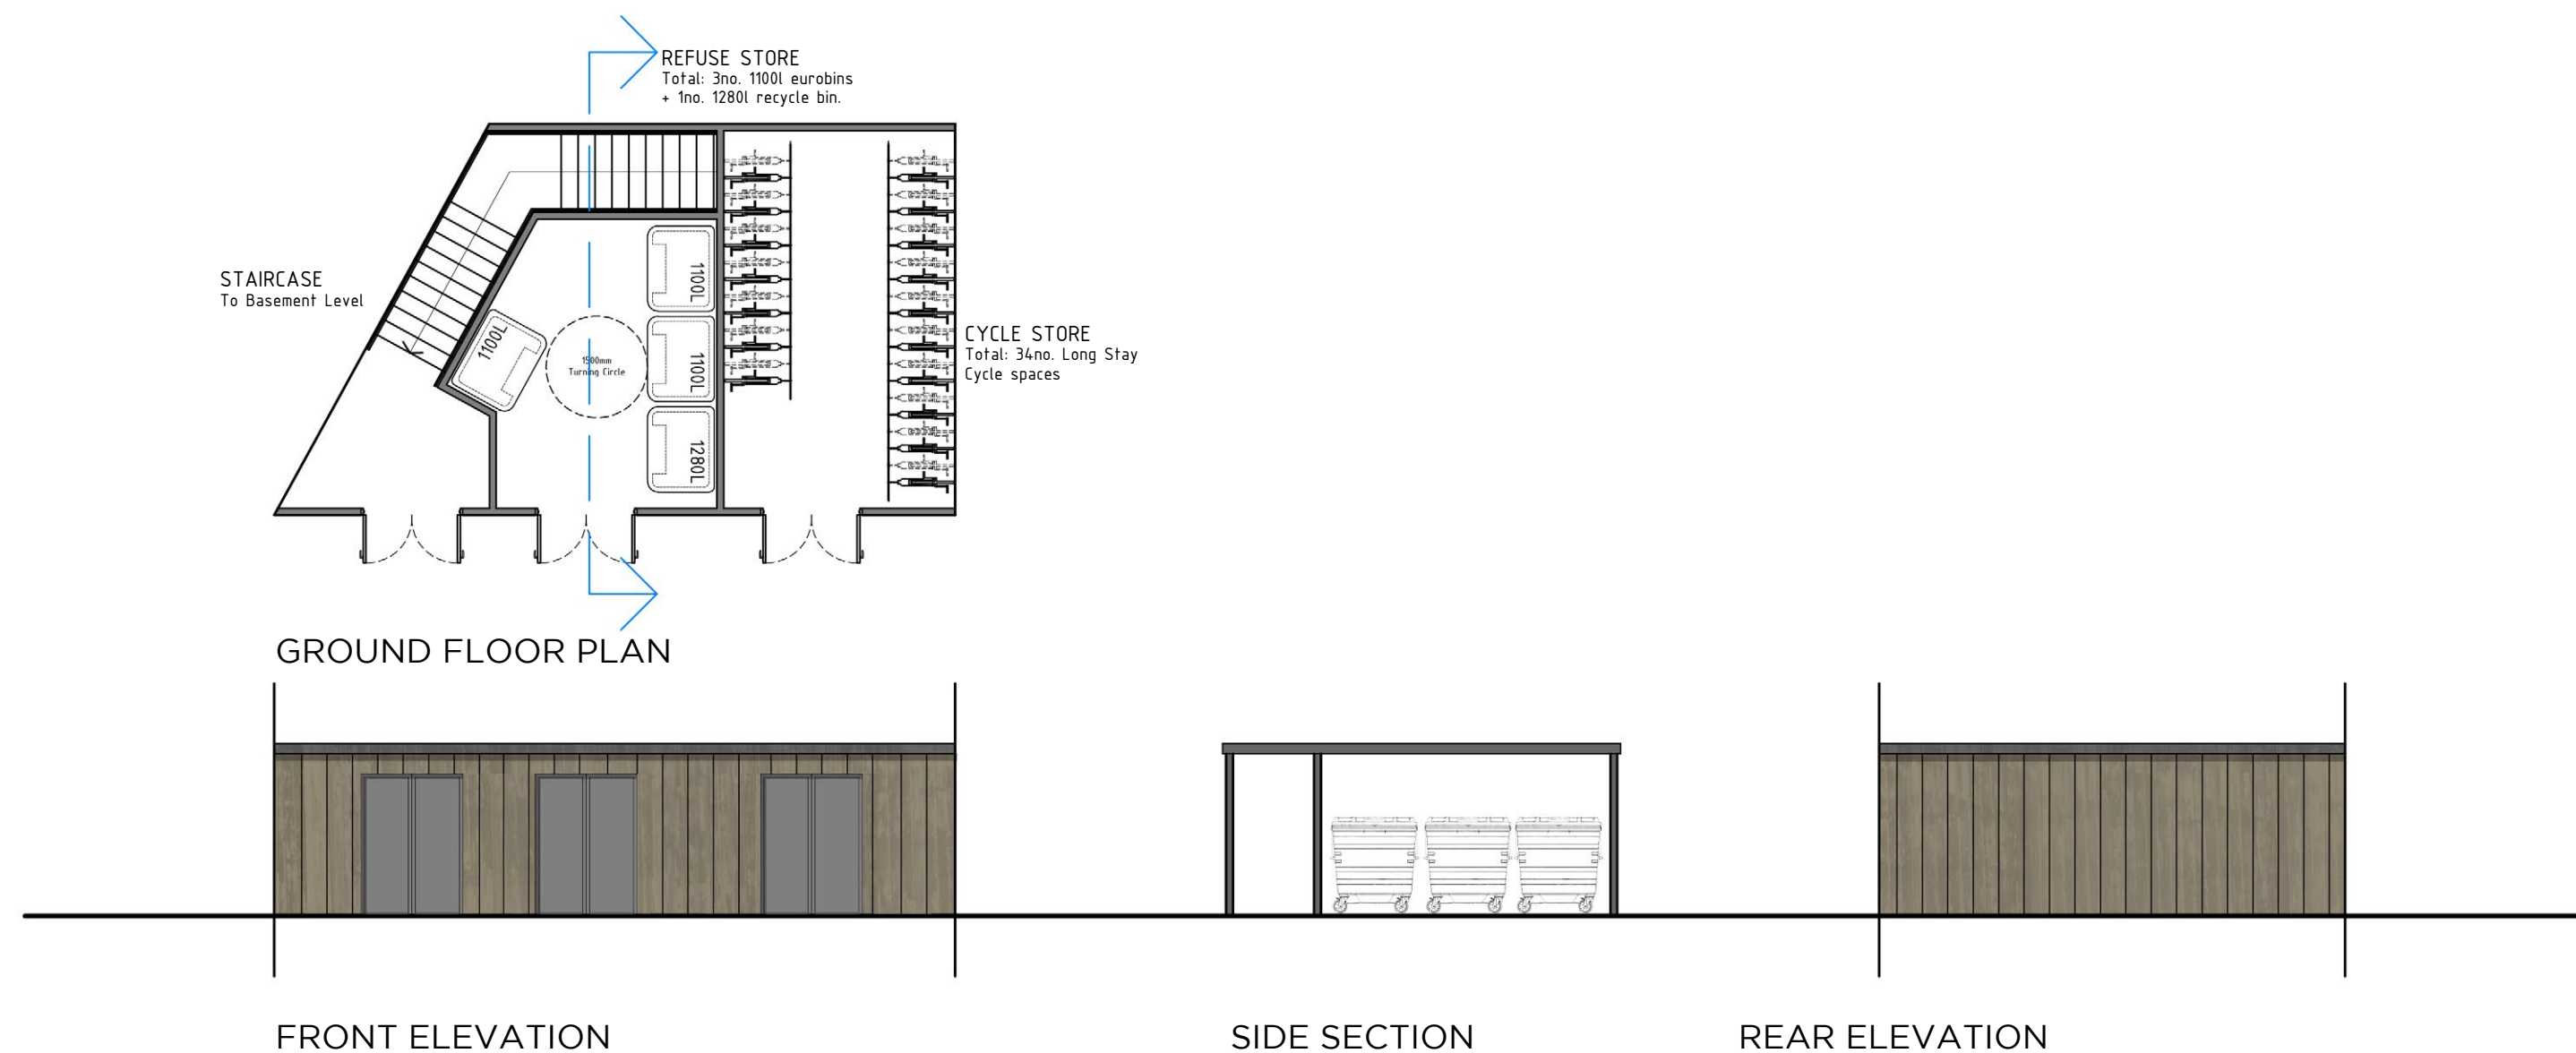 REFUSE STORE
Total: 3no. 1100l eurobins
+ 1no. 1280l recycle bin.
STAIRCASE
To Basement Level
1100L
1100L
1500mm
Turning Circle
1100L
1280L
CYCLE STORE
Total: 34no. Long Stay
Cycle spaces
GROUND FLOOR PLAN
FRONT ELEVATION
SIDE SECTION
REAR ELEVATION